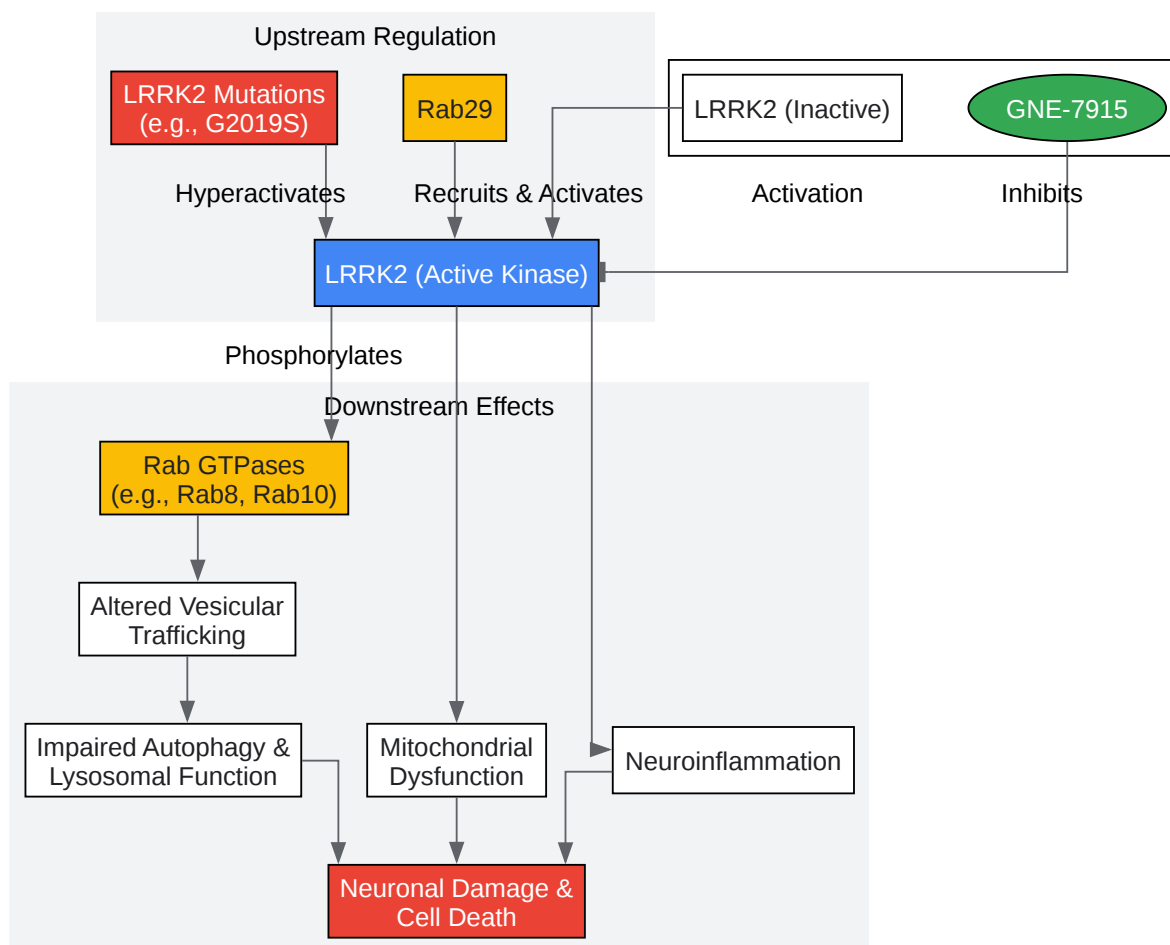 Upstream Regulation
LRRK2 Mutations
(e.g., G2019S)
Rab29
LRRK2 (Inactive)
GNE-7915
Hyperactivates
Recruits & Activates
Activation
Inhibits
LRRK2 (Active Kinase)
Phosphorylates
Downstream Effects
Rab GTPases
(e.g., Rab8, Rab10)
Altered Vesicular
Trafficking
Impaired Autophagy &
Lysosomal Function
Mitochondrial
Dysfunction
Neuroinflammation
Neuronal Damage &
Cell Death